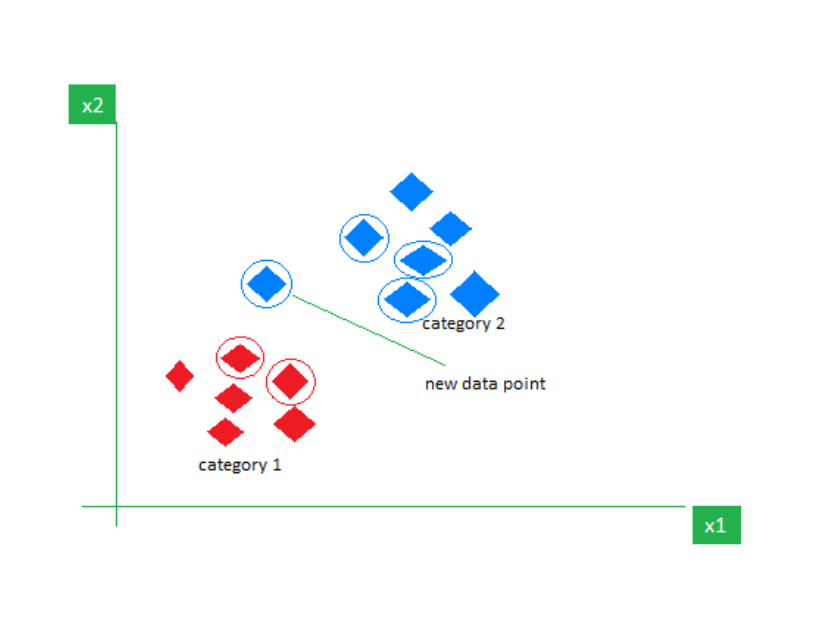 x2
category 2
new data point
category 1
x1